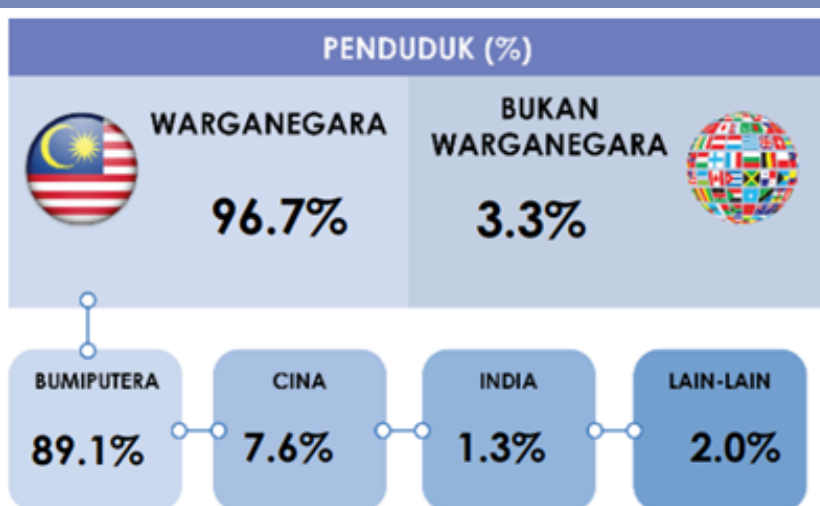 PENDUDUK (%)
WARGANEGARA
96.7%
BUKAN
WARGANEGARA
3.3%
BUMIPUTERA
89.1%
CINA
7.6%
INDIA
1.3%
LAIN-LAIN
2.0%